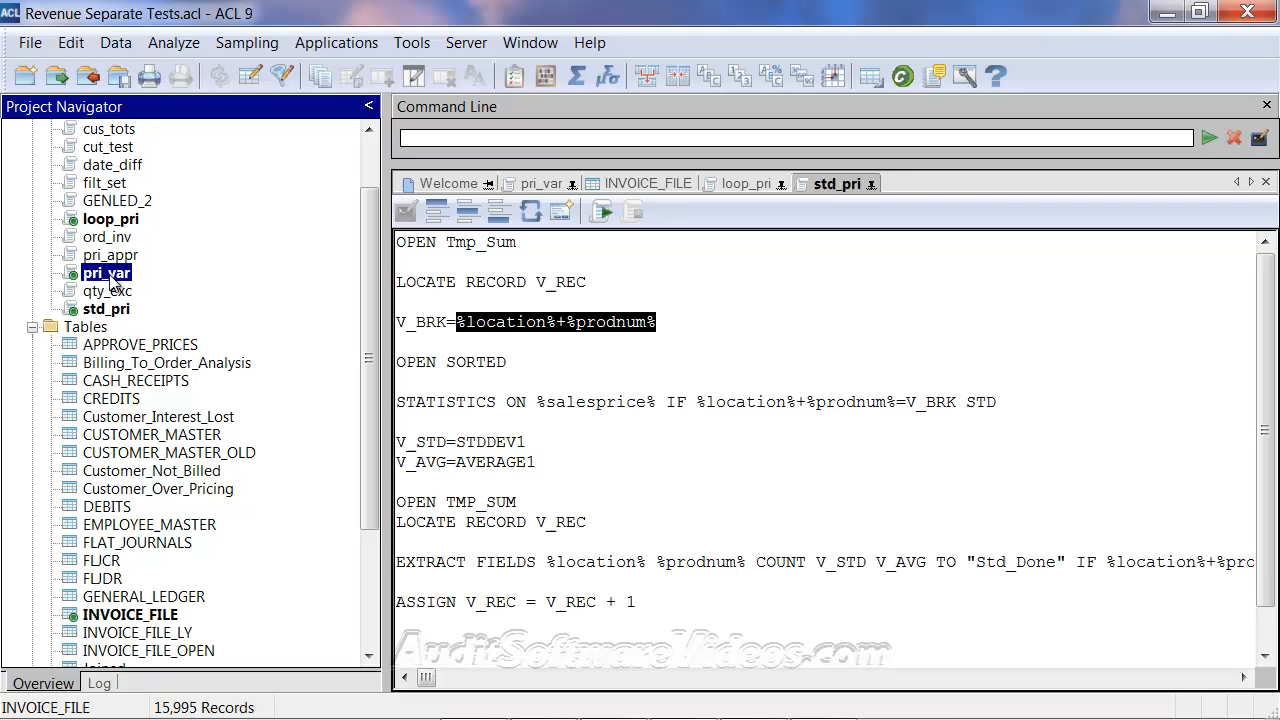 ACL Revenue Separate Tests.acl - ACL 9
File Edit Data Analyze Sampling Applications Tools Server Window Help
Project Navigator <
cus_tots
cut_test
date_diff
filt_set
GENLED_2
loop_pri
ord_inv
pri_appr
pri_var
qty_exc
std_pri
Tables
APPROVE_PRICES
Billing_To_Order_Analysis
CASH_RECEIPTS
CREDITS
Customer_Interest_Lost
CUSTOMER_MASTER
CUSTOMER_MASTER_OLD
Customer_Not_Billed
Customer_Over_Pricing
DEBITS
EMPLOYEE_MASTER
FLAT_JOURNALS
FLJCR
FLJDR
GENERAL_LEDGER
INVOICE_FILE
INVOICE_FILE_LY
INVOICE_FILE_OPEN
Joined
Overview Log
Command Line
Welcome pri_var INVOICE_FILE loop_pri std_pri
OPEN Tmp_Sum
LOCATE RECORD V_REC
V_BRK=%location%+%prodnum%
OPEN SORTED
STATISTICS ON %salesprice% IF %location%+%prodnum%=V_BRK STD
V_STD=STDDEV1
V_AVG=AVERAGE1
OPEN TMP_SUM
LOCATE RECORD V_REC
EXTRACT FIELDS %location% %prodnum% COUNT V_STD V_AVG TO "Std_Done" IF %location%+%prc
ASSIGN V_REC = V_REC + 1
AuditSoftwareVideos.com
INVOICE_FILE 15,995 Records